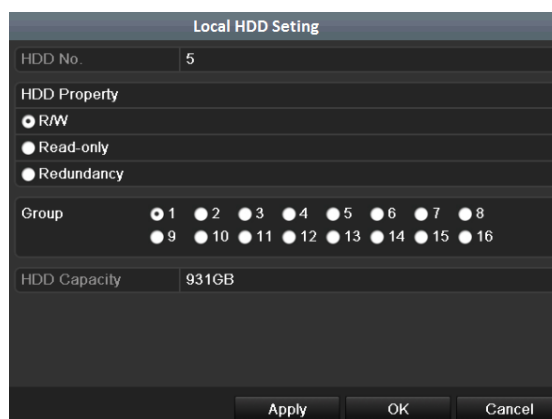 Local HDD Seting
HDD No. 5
HDD Property
R/W
Read-only
Redundancy
Group 1 2 3 4 5 6 7 8
9 10 11 12 13 14 15 16
HDD Capacity 931GB
Apply OK Cancel